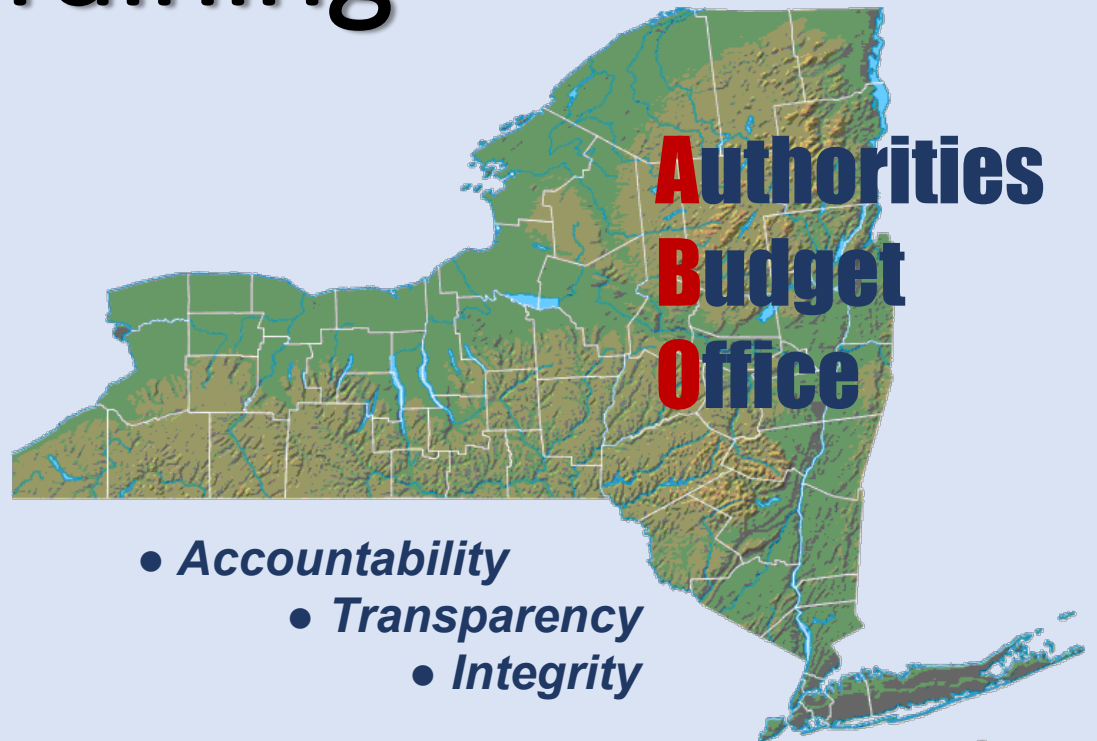 Authorities
Budget
Office
● Accountability
● Transparency
● Integrity